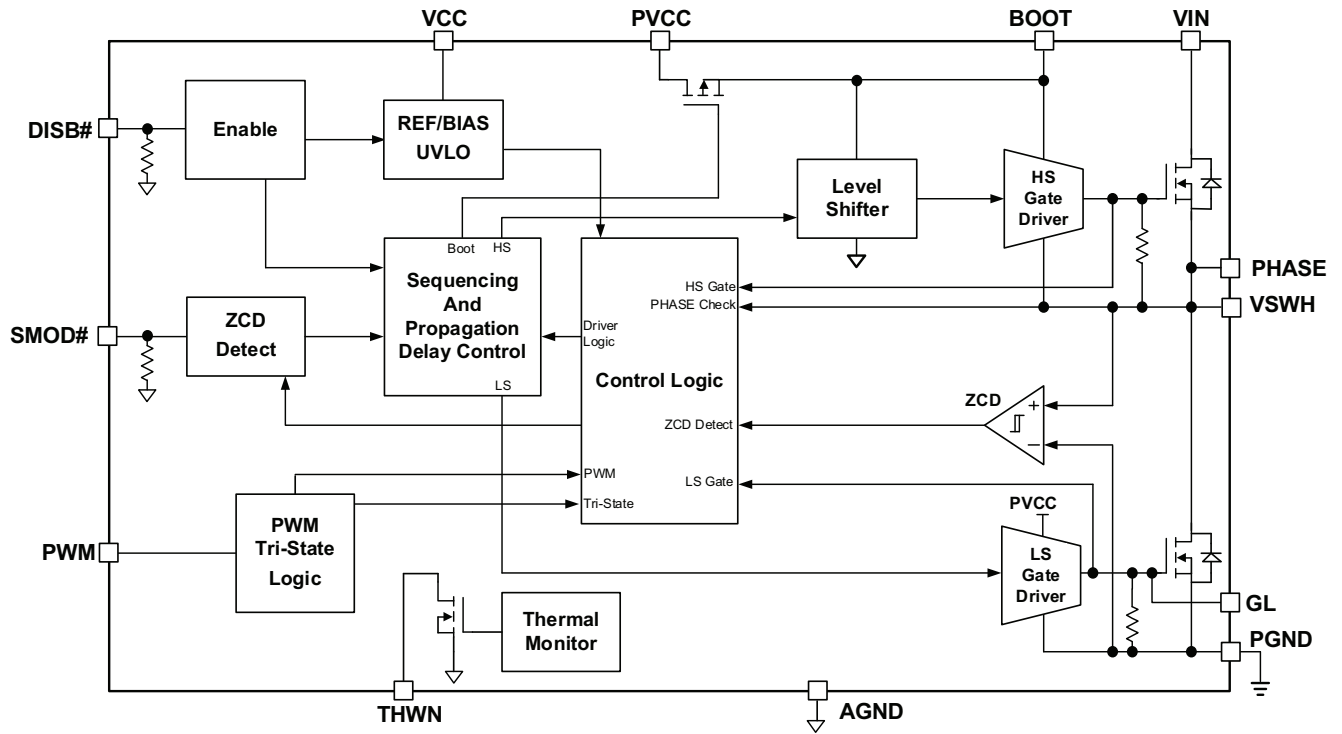 VCC
PVCC
BOOT
VIN
DISB#
Enable
REF/BIAS
UVLO
Level
Shifter
HS
Gate
Driver
Boot
HS
Sequencing
And
Propagation
Delay Control
LS
HS Gate
PHASE Check
PHASE
VSWH
SMOD#
ZCD
Detect
Driver
Logic
Control Logic
ZCD Detect
LS Gate
PWM
Tri-State
ZCD
+
−
PWM
PWM
Tri-State
Logic
PVCC
LS
Gate
Driver
GL
PGND
Thermal
Monitor
THWN
AGND